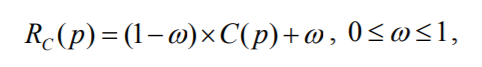 R_C(p) = (1−ω)×C(p)+ω, 0≤ω≤1,